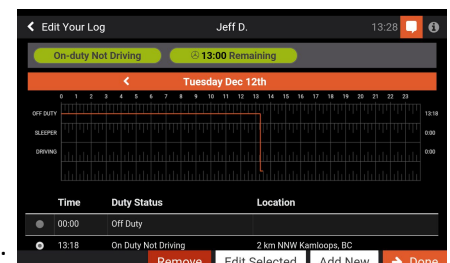 Edit Your Log Jeff D. 13:28
On-duty Not Driving 13:00 Remaining
Tuesday Dec 12th
0 1 2 3 4 5 6 7 8 9 10 11 12 13 14 15 16 17 18 19 20 21 22 23
OFF DUTY 13:18
SLEEPER 0:00
DRIVING 0:00
Time Duty Status Location
00:00 Off Duty
13:18 On Duty Not Driving 2 km NNW Kamloops, BC
Remove Edit Selected Add New Done